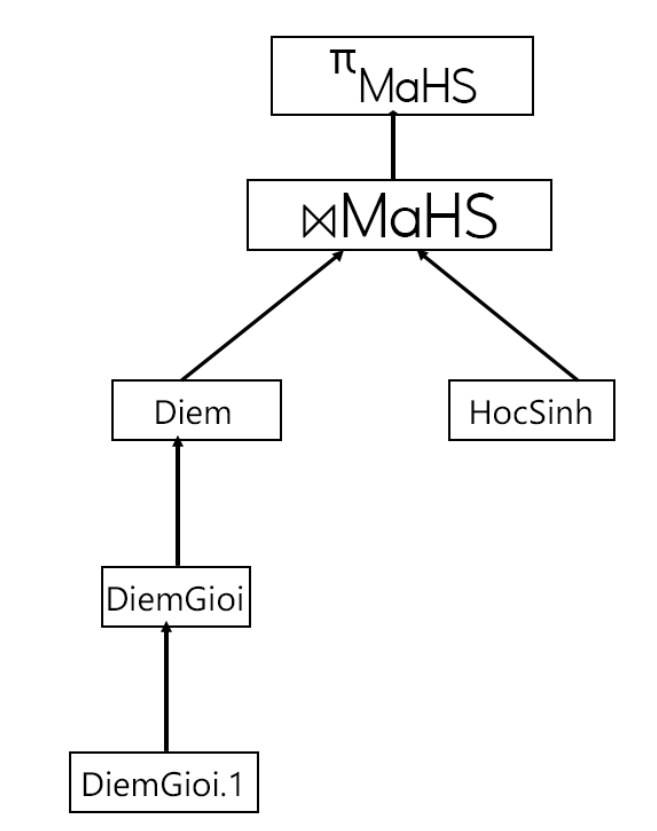 π MaHS
⋈MaHS
Diem
HocSinh
DiemGioi
DiemGioi.1